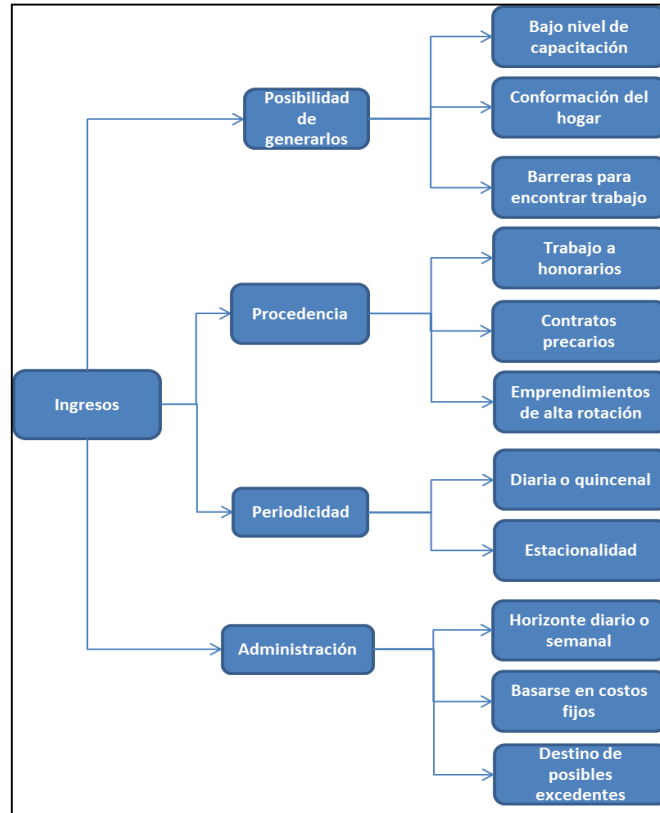 Bajo nivel de
capacitación
Posibilidad
de
generarlos
Conformación del
hogar
Barreras para
encontrar trabajo
Trabajo a
honorarios
Procedencia
Contratos
precarios
Ingresos
Emprendimientos
de alta rotación
Diaria o quincenal
Periodicidad
Estacionalidad
Horizonte diario o
semanal
Administración
Basarse en costos
fijos
Destino de
posibles
excedentes